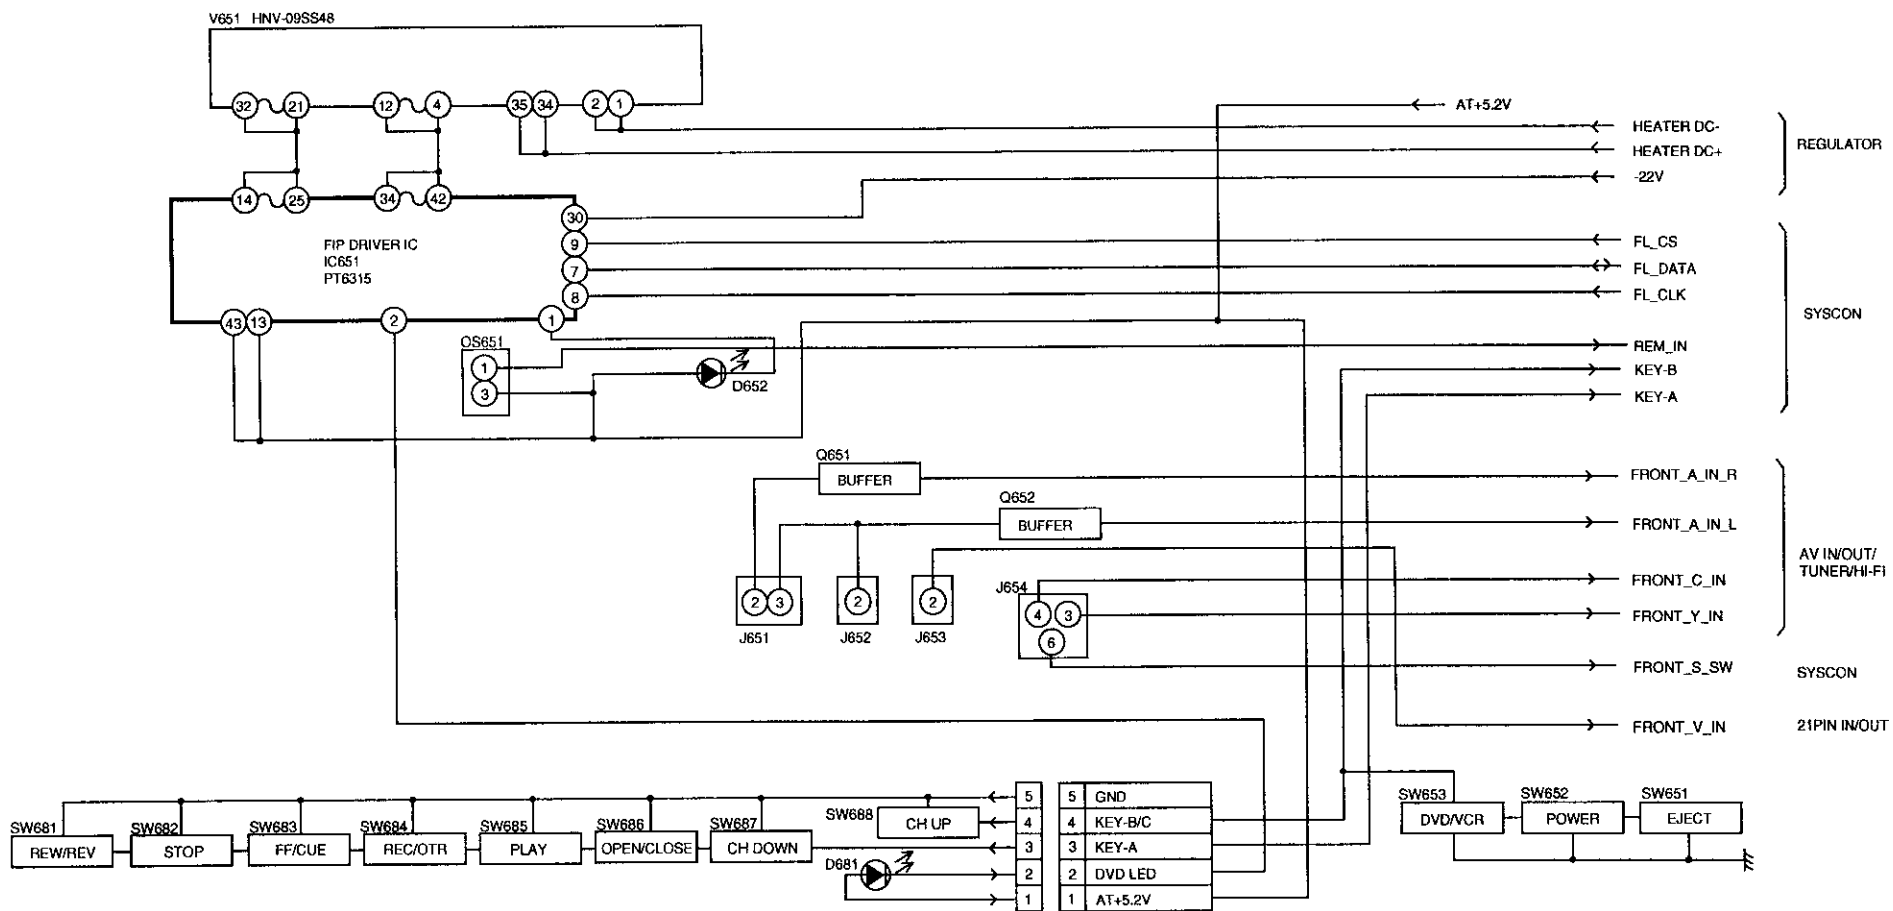 V651 HNV-09SS48
32 21 12 4 35 34 2 1
AT+5.2V
HEATER DC-
HEATER DC+
-22V
REGULATOR
14 25 34 42
30
9
7
8
FIP DRIVER IC
IC651
PT6315
43 13 2 1
FL_CS
FL_DATA
FL_CLK
REM_IN
KEY-B
KEY-A
SYSCON
OS651
1
3
D652
Q651
BUFFER
Q652
BUFFER
FRONT_A_IN_R
FRONT_A_IN_L
FRONT_C_IN
FRONT_Y_IN
AV IN/OUT/
TUNER/HI-FI
2 3
J651
2
J652
2
J653
J654
4 3
6
FRONT_S_SW
SYSCON
FRONT_V_IN
21PIN IN/OUT
SW681
REW/REV
SW682
STOP
SW683
FF/CUE
SW684
REC/OTR
SW685
PLAY
SW686
OPEN/CLOSE
SW687
CH DOWN
SW688
CH UP
D681
5
4
3
2
1
5 GND
4 KEY-B/C
3 KEY-A
2 DVD LED
1 AT+5.2V
SW653
DVD/VCR
SW652
POWER
SW651
EJECT